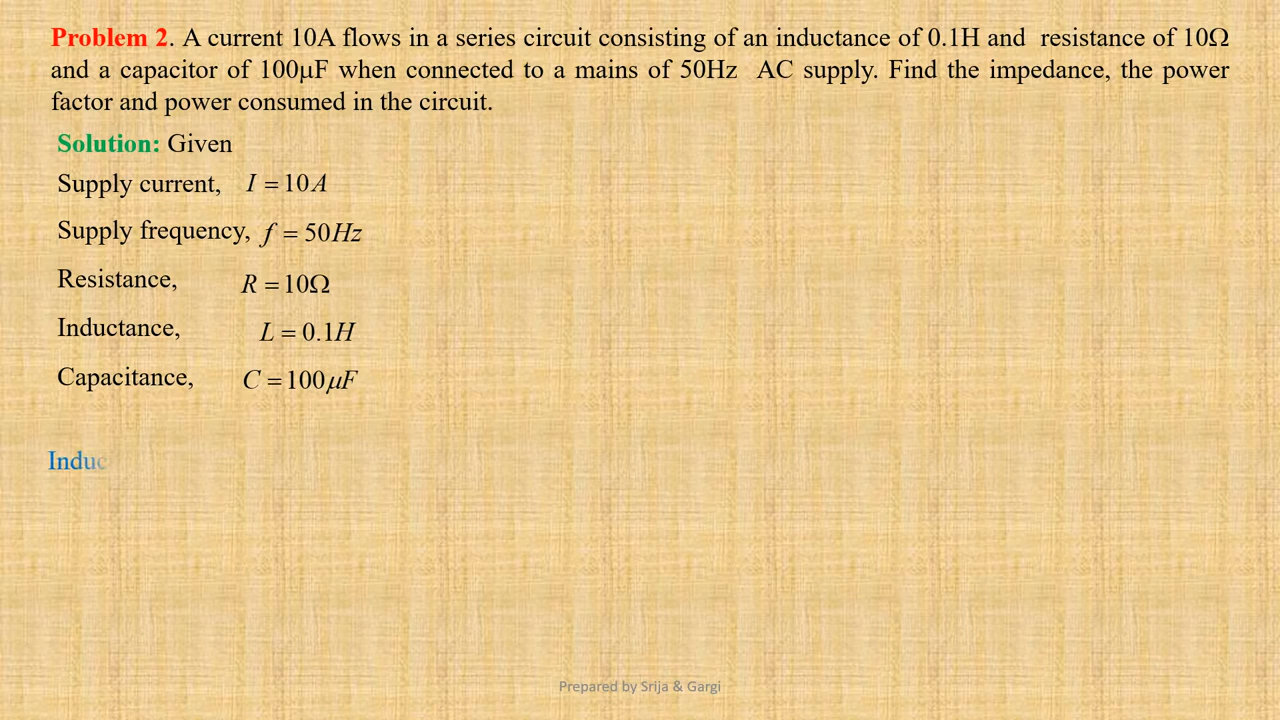 Problem 2. A current 10A flows in a series circuit consisting of an inductance of 0.1H and resistance of 10Ω
and a capacitor of 100μF when connected to a mains of 50Hz AC supply. Find the impedance, the power
factor and power consumed in the circuit.
Solution: Given
Supply current, I = 10A
Supply frequency, f = 50Hz
Resistance, R = 10Ω
Inductance, L = 0.1H
Capacitance, C = 100μF
Induc
Prepared by Srija & Gargi